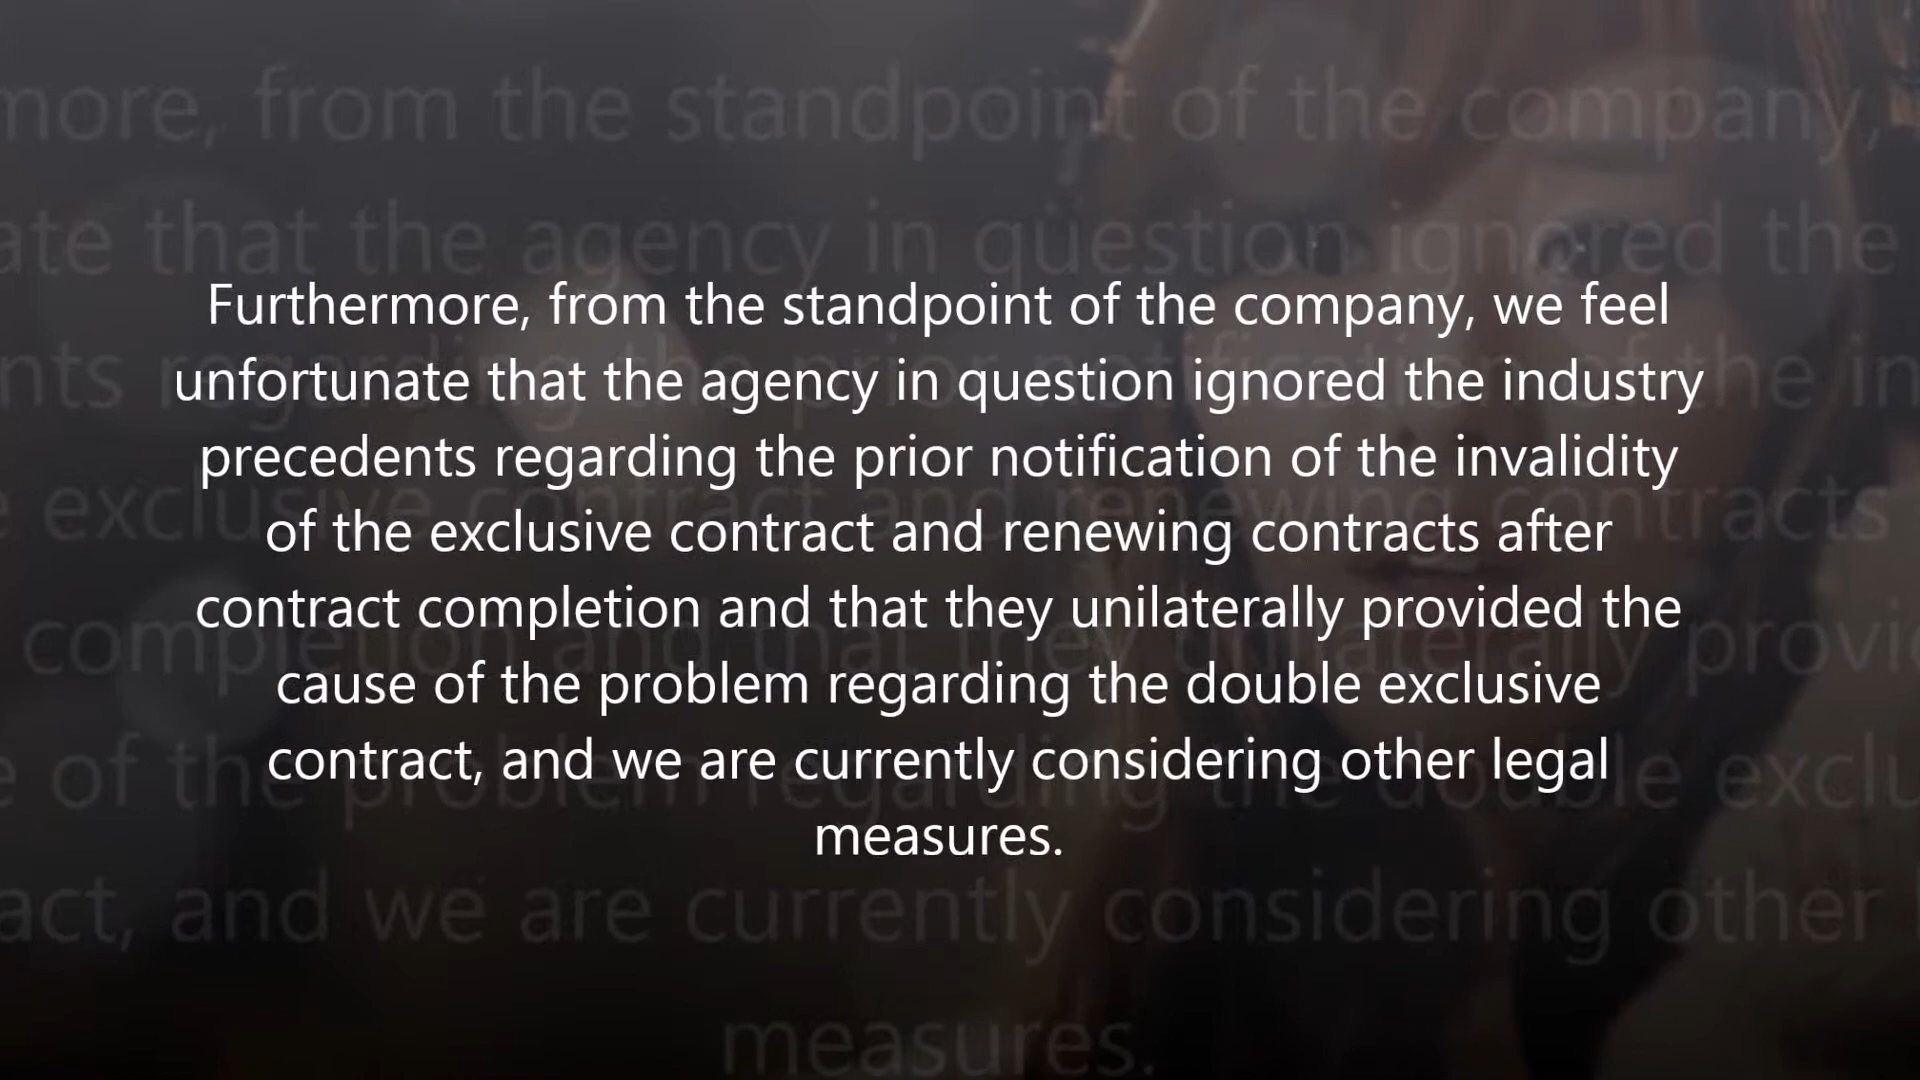 Furthermore, from the standpoint of the company, we feel
unfortunate that the agency in question ignored the industry
precedents regarding the prior notification of the invalidity
of the exclusive contract and renewing contracts after
contract completion and that they unilaterally provided the
cause of the problem regarding the double exclusive
contract, and we are currently considering other legal
measures.